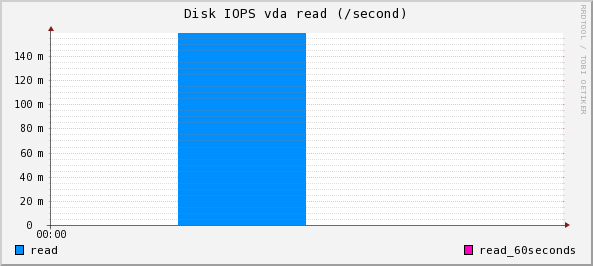 Disk IOPS vda read (/second)
RRDTOOL / TOBI OETIKER
140 m
120 m
100 m
80 m
60 m
40 m
20 m
0
00:00
read
read_60seconds